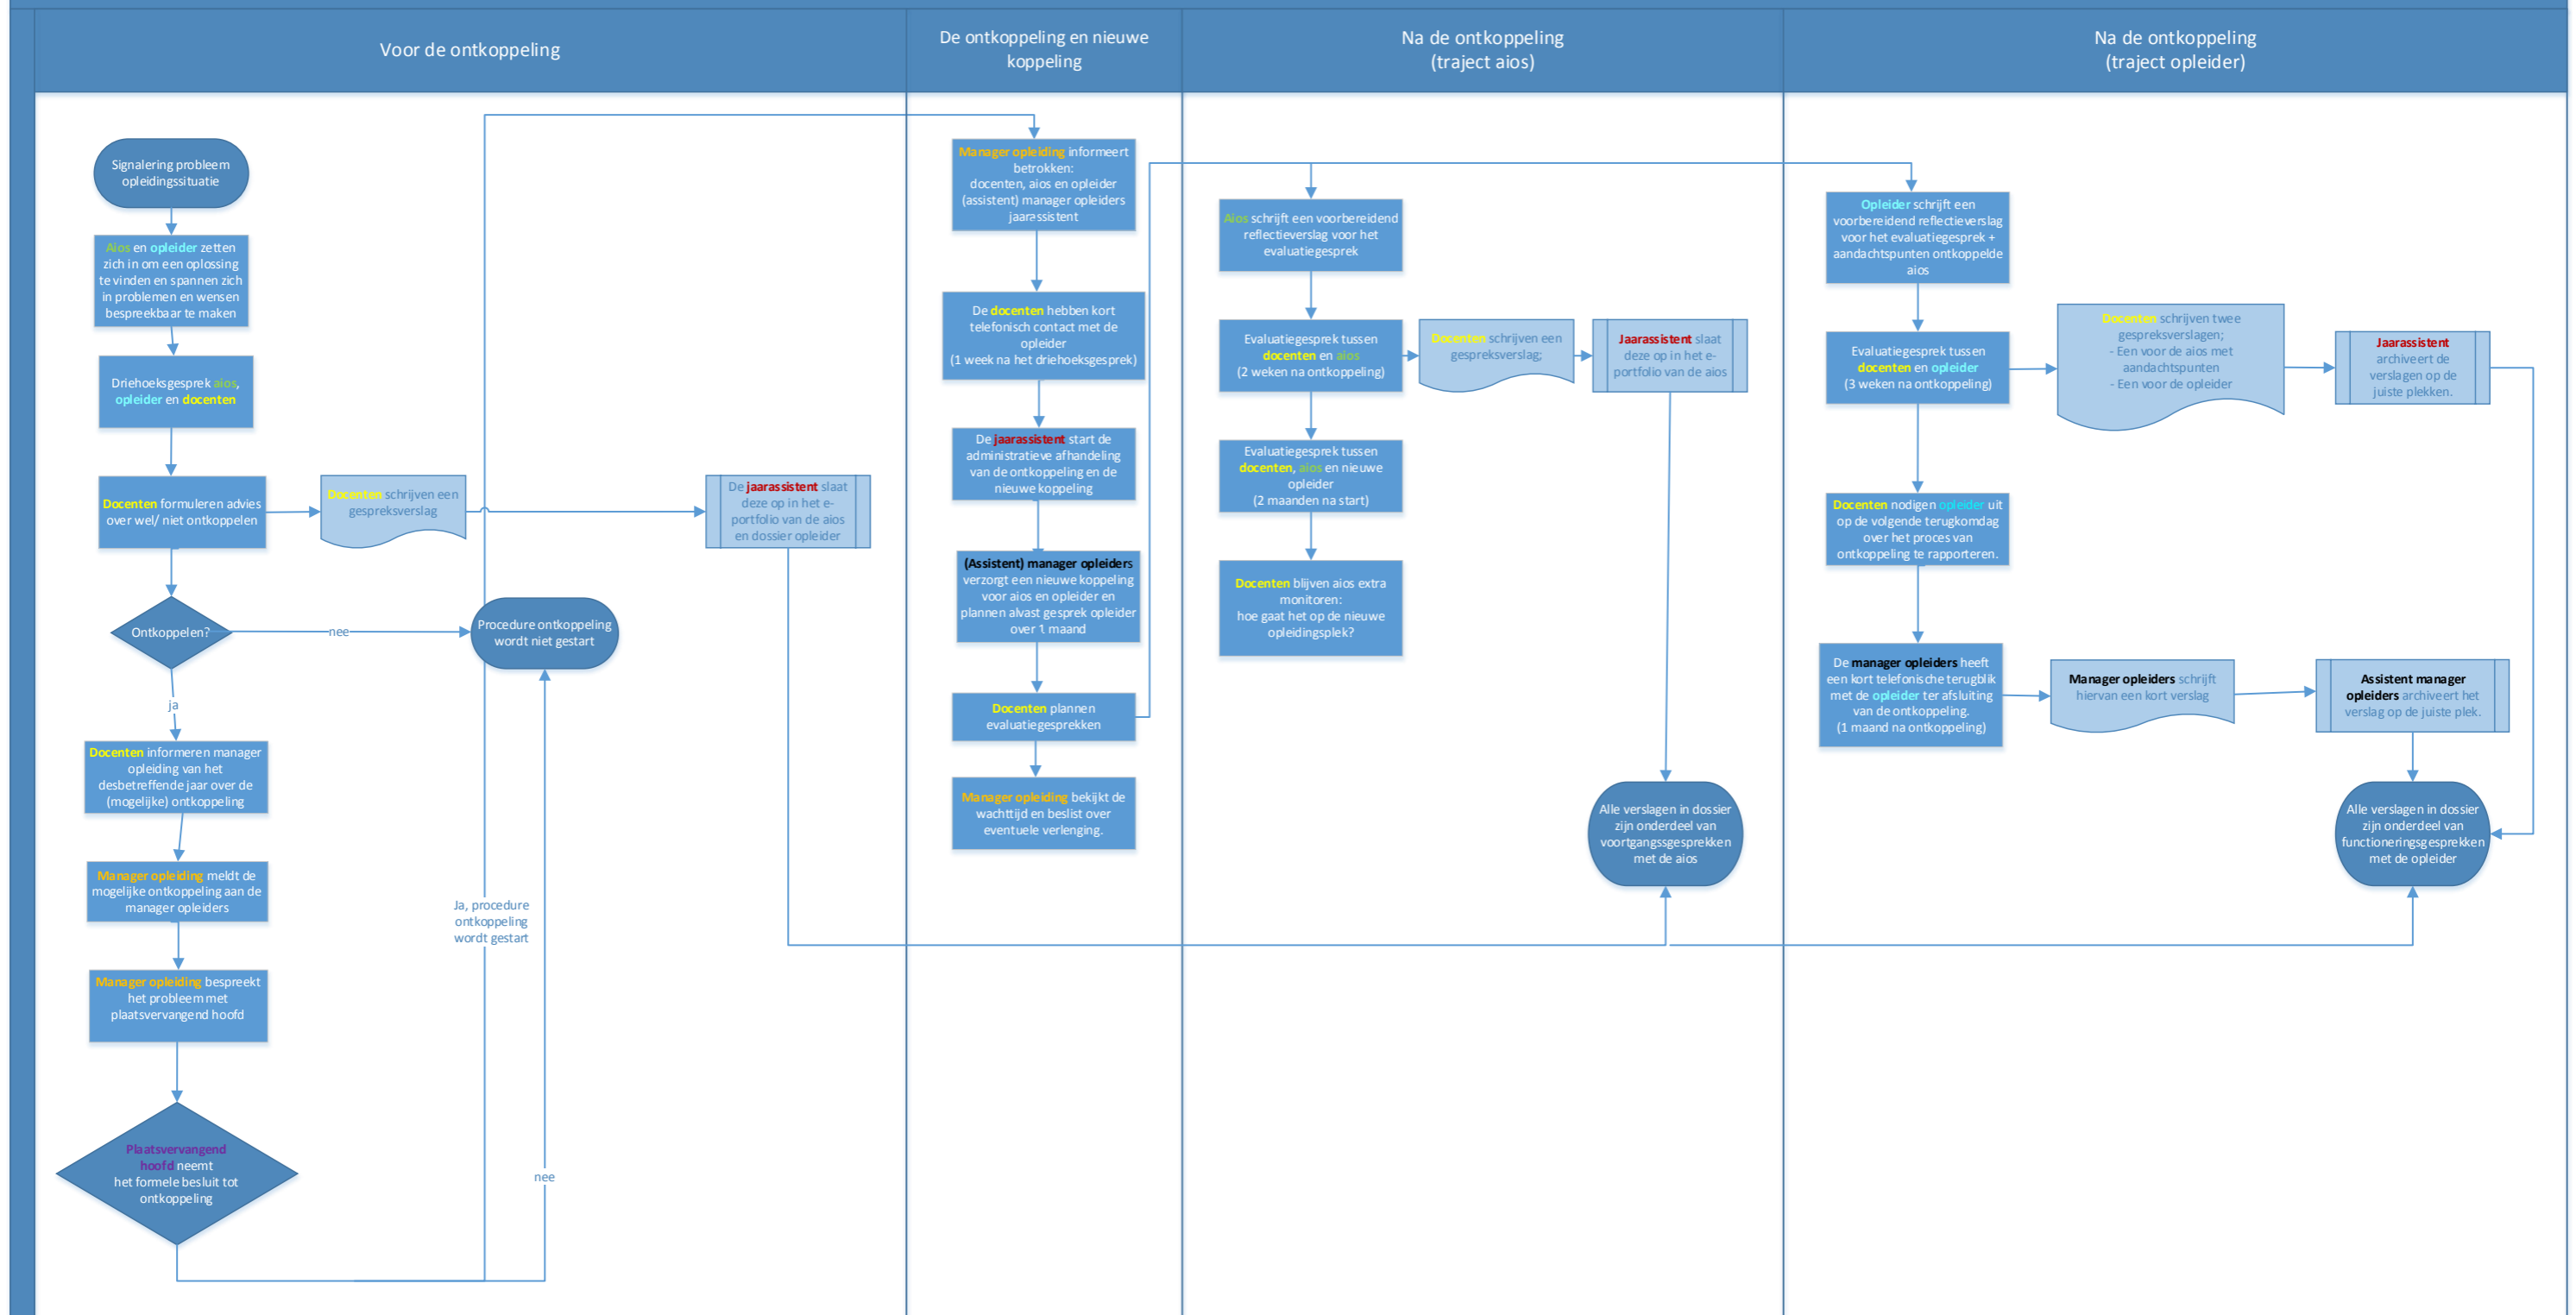 Voor de ontkoppeling
De ontkoppeling en nieuwe
koppeling
Na de ontkoppeling
(traject aios)
Na de ontkoppeling
(traject opleider)
Signalering probleem
opleidingssituatie
Aios en opleider zetten
zich in om een oplossing
te vinden en spannen zich
in problemen en wensen
bespreekbaar te maken
Driehoeksgesprek aios,
opleider en docenten
Docenten formuleren advies
over wel/ niet ontkoppelen
Docenten schrijven een
gespreksverslag
De jaarassistent slaat
deze op in het e-
portfolio van de aios
en dossier opleider
Ontkoppelen?
nee
Procedure ontkoppeling
wordt niet gestart
ja
Docenten informeren manager
opleiding van het
desbetreffende jaar over de
(mogelijke) ontkoppeling
Manager opleiding meldt de
mogelijke ontkoppeling aan de
manager opleiders
Manager opleiding bespreekt
het probleem met
plaatsvervangend hoofd
Plaatsvervangend
hoofd neemt
het formele besluit tot
ontkoppeling
Ja, procedure
ontkoppeling
wordt gestart
nee
Manager opleiding informeert
betrokken:
docenten, aios en opleider
(assistent) manager opleiders
jaarassistent
De docenten hebben kort
telefonisch contact met de
opleider
(1 week na het driehoeksgesprek)
De jaarassistent start de
administratieve afhandeling
van de ontkoppeling en de
nieuwe koppeling
(Assistent) manager opleiders
verzorgt een nieuwe koppeling
voor aios en opleider en
plannen alvast gesprek opleider
over 1 maand
Docenten plannen
evaluatiegesprekken
Manager opleiding bekijkt de
wachttijd en beslist over
eventuele verlenging.
Aios schrijft een voorbereidend
reflectieverslag voor het
evaluatiegesprek
Evaluatiegesprek tussen
docenten en aios
(2 weken na ontkoppeling)
Docenten schrijven een
gespreksverslag;
Jaarassistent slaat
deze op in het e-
portfolio van de aios
Evaluatiegesprek tussen
docenten, aios en nieuwe
opleider
(2 maanden na start)
Docenten blijven aios extra
monitoren:
hoe gaat het op de nieuwe
opleidingsplek?
Alle verslagen in dossier
zijn onderdeel van
voortgangssgesprekken
met de aios
Opleider schrijft een
voorbereidend reflectieverslag
voor het evaluatiegesprek +
aandachtspunten ontkoppelde
aios
Evaluatiegesprek tussen
docenten en opleider
(3 weken na ontkoppeling)
Docenten schrijven twee
gespreksverslagen;
- Een voor de aios met
aandachtspunten
- Een voor de opleider
Jaarassistent
archiveert de
verslagen op de
juiste plekken.
Docenten nodigen opleider uit
op de volgende terugkomdag
over het proces van
ontkoppeling te rapporteren.
De manager opleiders heeft
een kort telefonische terugblik
met de opleider ter afsluiting
van de ontkoppeling.
(1 maand na ontkoppeling)
Manager opleiders schrijft
hiervan een kort verslag
Assistent manager
opleiders archiveert het
verslag op de juiste plek.
Alle verslagen in dossier
zijn onderdeel van
functioneringsgesprekken
met de opleider